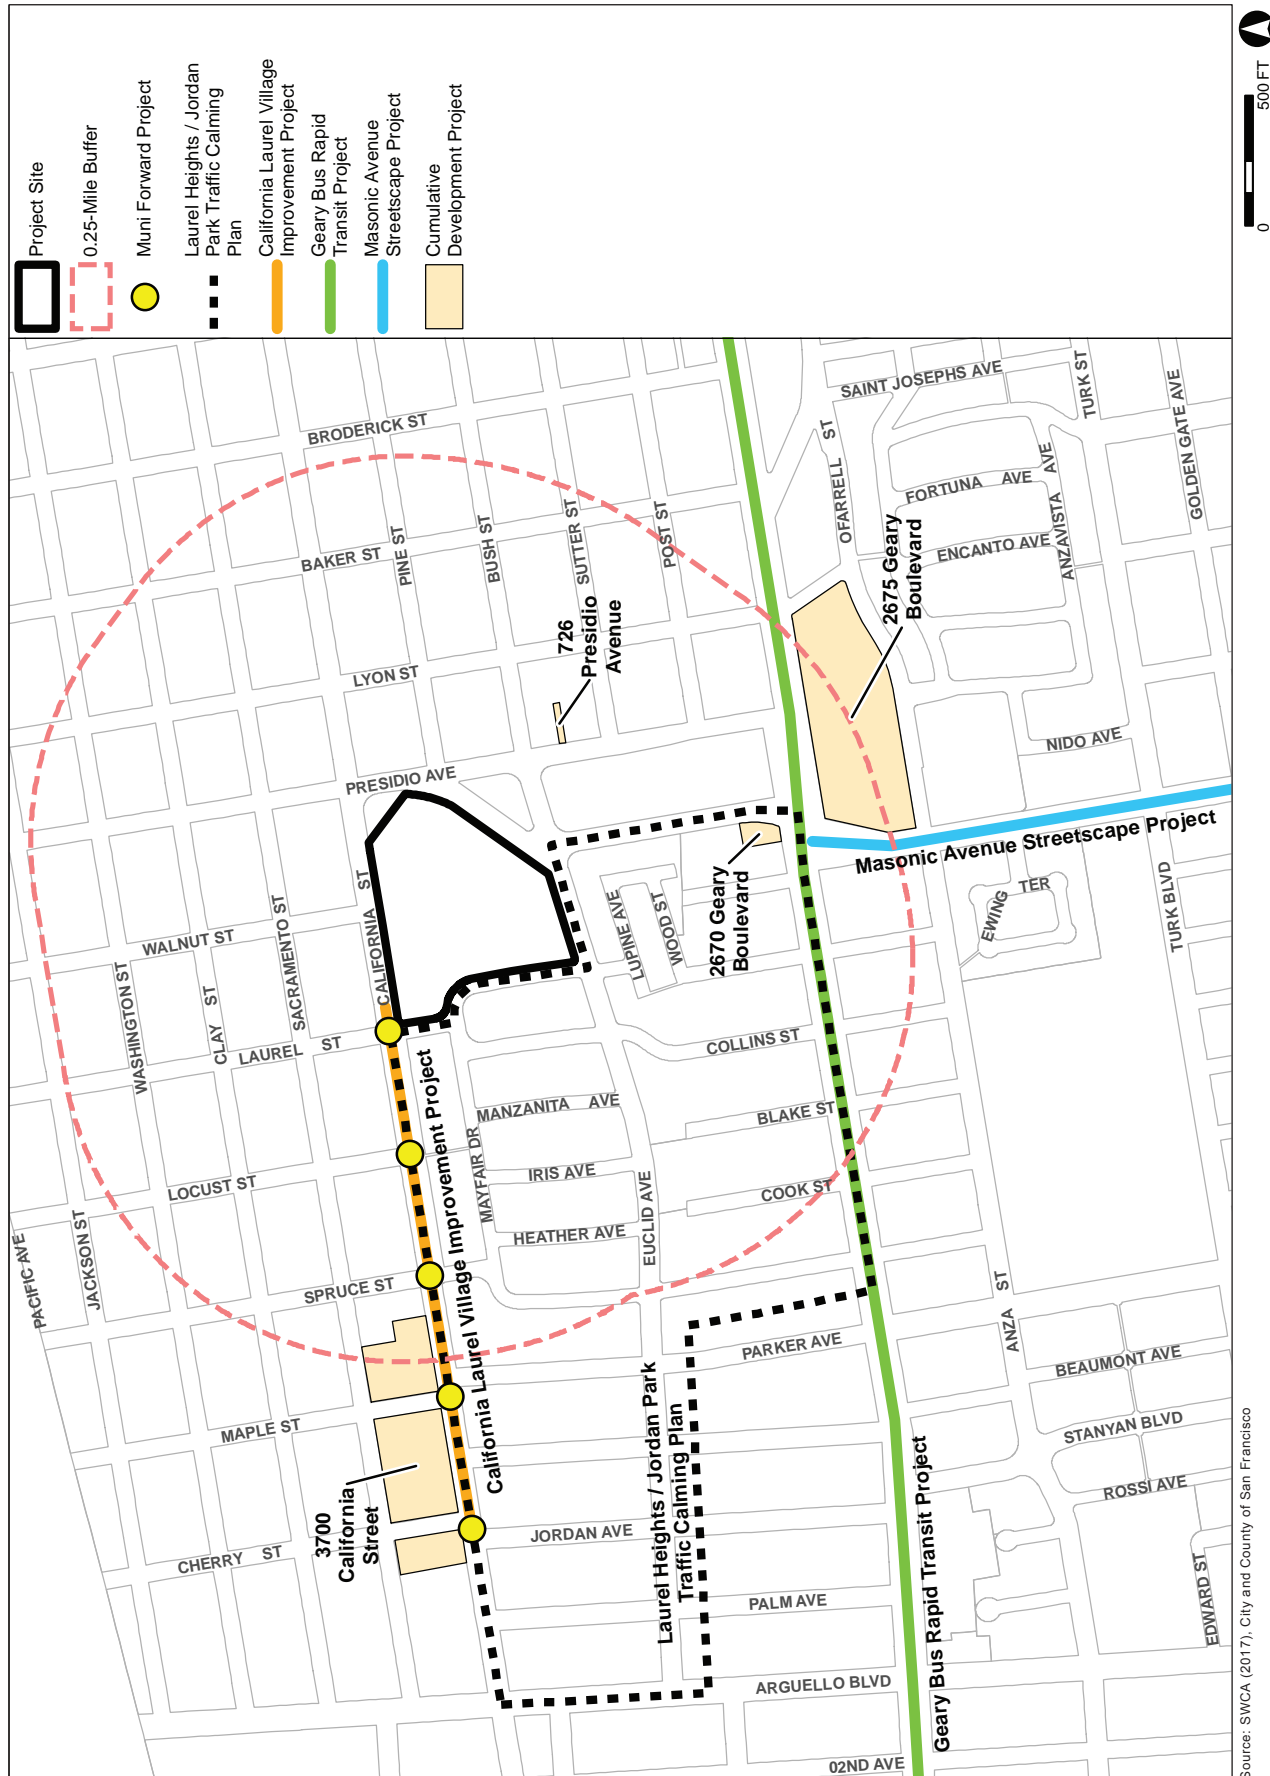 Project Site
0.25-Mile Buffer
Muni Forward Project
Laurel Heights / Jordan
Park Traffic Calming
Plan
California Laurel Village
Improvement Project
Geary Bus Rapid
Transit Project
Masonic Avenue
Streetscape Project
Cumulative
Development Project
0
500 FT
PACIFIC AVE
JACKSON ST
WASHINGTON ST
CLAY ST
SACRAMENTO ST
CALIFORNIA ST
CHERRY ST
MAPLE ST
SPRUCE ST
LOCUST ST
LAUREL ST
WALNUT ST
PRESIDIO AVE
LYON ST
BAKER ST
BRODERICK ST
PINE ST
BUSH ST
SUTTER ST
POST ST
3700
California
Street
California Laurel Village Improvement Project
726
Presidio
Avenue
MAYFAIR DR
MANZANITA AVE
IRIS AVE
HEATHER AVE
EUCLID AVE
JORDAN AVE
PALM AVE
ARGUELLO BLVD
02ND AVE
PARKER AVE
COOK ST
BLAKE ST
COLLINS ST
LUPINE AVE
WOOD ST
Laurel Heights / Jordan Park
Traffic Calming Plan
2670 Geary
Boulevard
2675 Geary
Boulevard
Geary Bus Rapid Transit Project
Masonic Avenue Streetscape Project
OFARRELL ST
SAINT JOSEPHS AVE
FORTUNA AVE
ENCANTO AVE
ANZAVISTA AVE
TURK ST
GOLDEN GATE AVE
NIDO AVE
EWING TER
TURK BLVD
ANZA ST
BEAUMONT AVE
STANYAN BLVD
ROSSI AVE
EDWARD ST
Source: SWCA (2017), City and County of San Francisco